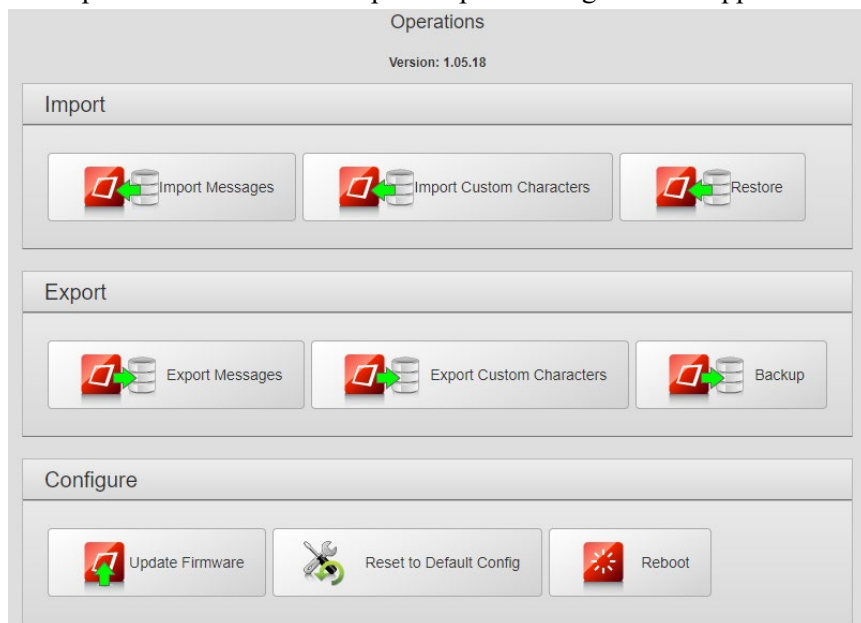 Operations
Version: 1.05.18
Import
Import Messages
Import Custom Characters
Restore
Export
Export Messages
Export Custom Characters
Backup
Configure
Update Firmware
Reset to Default Config
Reboot